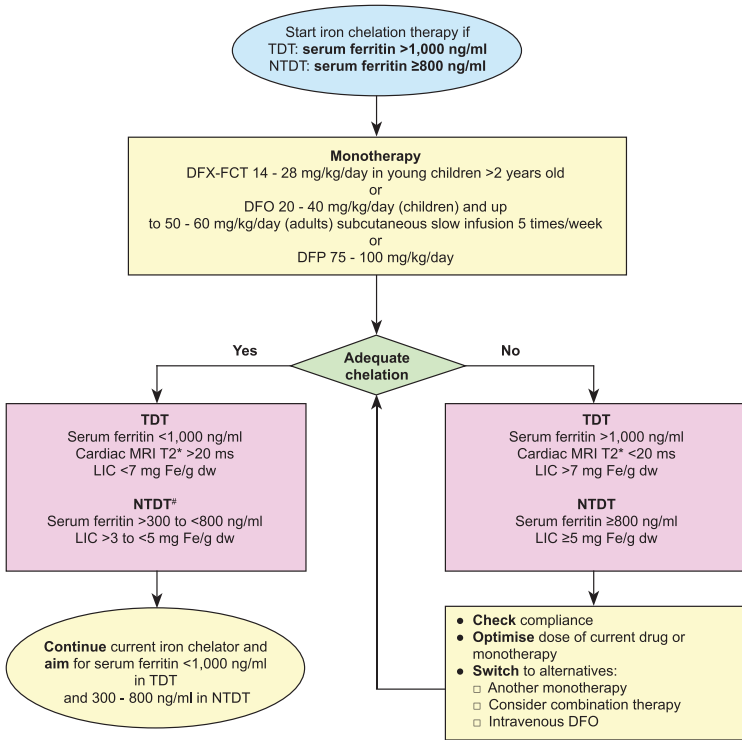 Start iron chelation therapy if
TDT: serum ferritin >1,000 ng/ml
NTDT: serum ferritin ≥800 ng/ml
Monotherapy
DFX-FCT 14 - 28 mg/kg/day in young children >2 years old
or
DFO 20 - 40 mg/kg/day (children) and up
to 50 - 60 mg/kg/day (adults) subcutaneous slow infusion 5 times/week
or
DFP 75 - 100 mg/kg/day
Adequate
chelation
Yes
No
TDT
Serum ferritin <1,000 ng/ml
Cardiac MRI T2* >20 ms
LIC <7 mg Fe/g dw
NTDT#
Serum ferritin >300 to <800 ng/ml
LIC >3 to <5 mg Fe/g dw
TDT
Serum ferritin >1,000 ng/ml
Cardiac MRI T2* <20 ms
LIC >7 mg Fe/g dw
NTDT
Serum ferritin ≥800 ng/ml
LIC ≥5 mg Fe/g dw
Continue current iron chelator and
aim for serum ferritin <1,000 ng/ml
in TDT
and 300 - 800 ng/ml in NTDT
● Check compliance
● Optimise dose of current drug or
monotherapy
● Switch to alternatives:
□ Another monotherapy
□ Consider combination therapy
□ Intravenous DFO